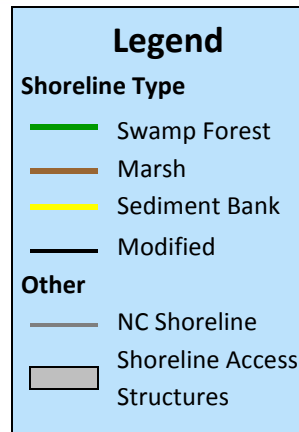 Legend
Shoreline Type
Swamp Forest
Marsh
Sediment Bank
Modified
Other
NC Shoreline
Shoreline Access
Structures